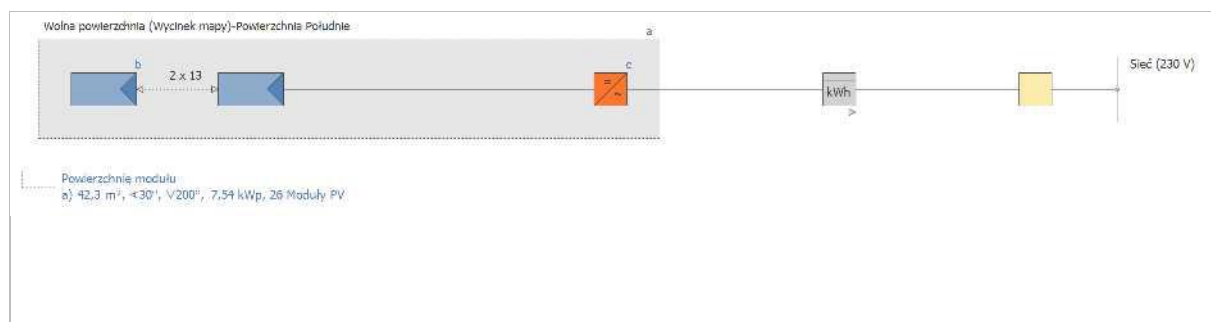 Wolna powierzchnia (Wycinek mapy)-Powierzchnia Południe
a
b
2 x 13
c
=
~
kWh
Sieć (230 V)
Powierzchnię modułu
a) 42,3 m², ∢30°, ∨200°, 7,54 kWp, 26 Moduły PV